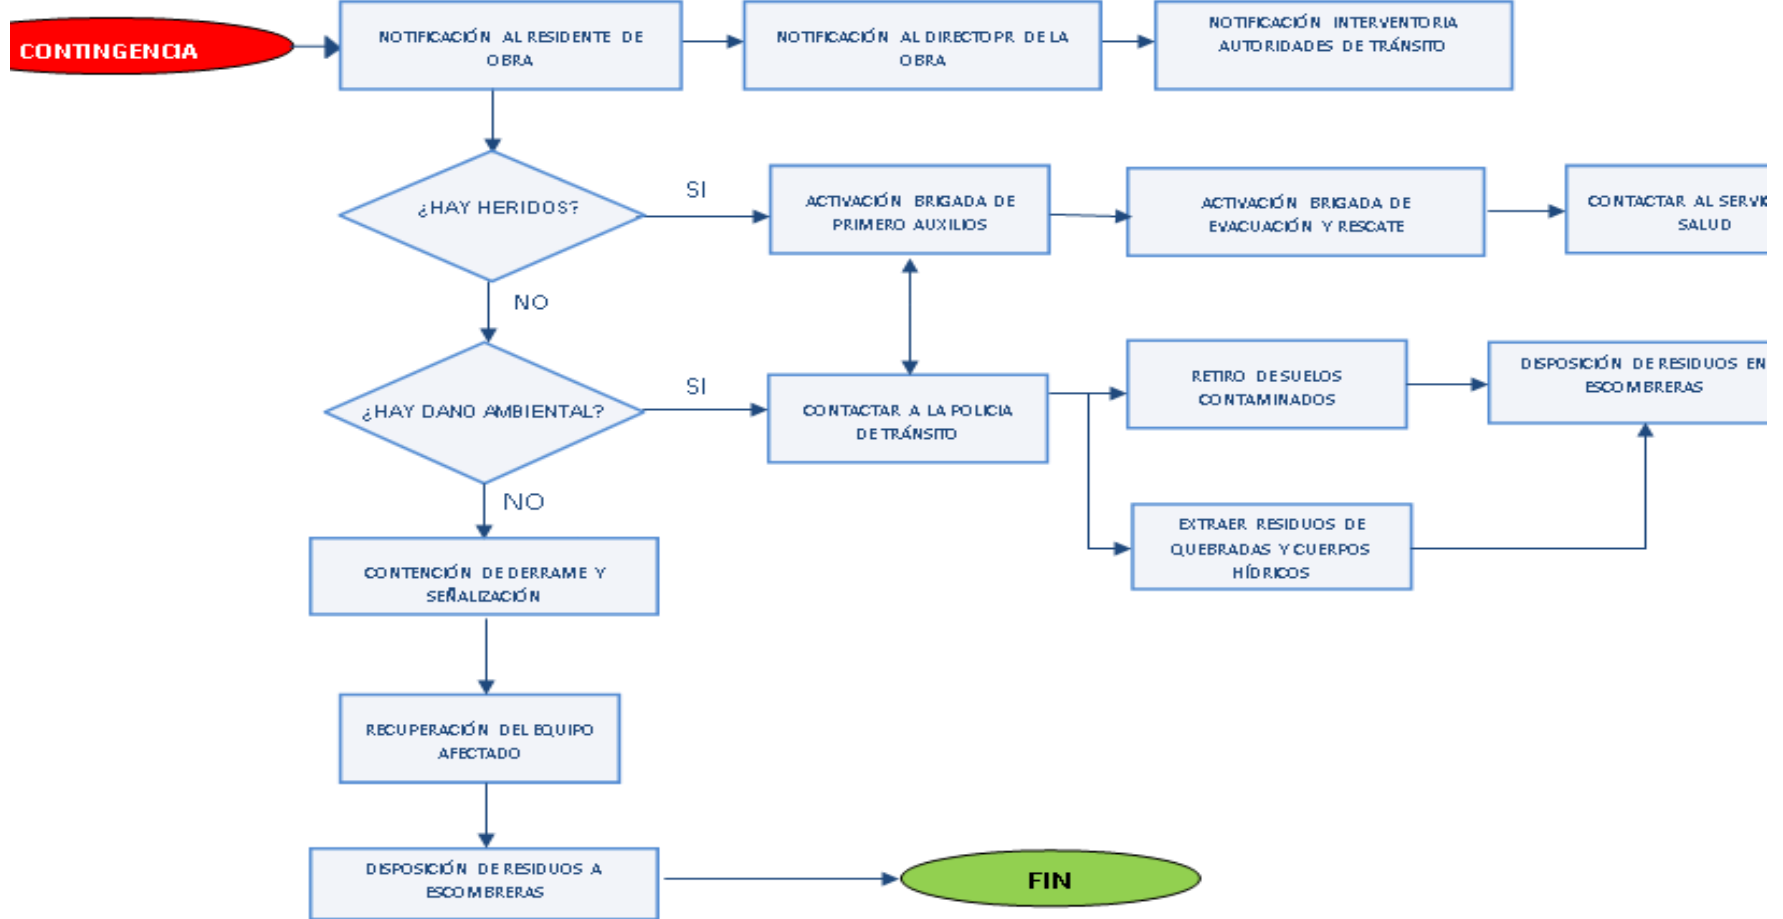 CONTINGENCIA
NOTIFICACIÓN AL RESIDENTE DE
OBRA
NOTIFICACIÓN AL DIRECTOPR DE LA
OBRA
NOTIFICACIÓN INTERVENTORIA
AUTORIDADES DE TRÁNSITO
¿HAY HERIDOS?
SI
ACTIVACIÓN BRIGADA DE
PRIMERO AUXILIOS
ACTIVACIÓN BRIGADA DE
EVACUACIÓN Y RESCATE
CONTACTAR AL
SALUD
NO
¿HAY DANO AMBIENTAL?
SI
CONTACTAR A LA POLICIA
DE TRÁNSITO
RETIRO DE SUELOS
CONTAMINADOS
DISPOSICIÓN DE RESIDUOS EN
ESCOMBRERAS
NO
EXTRAER RESIDUOS DE
QUEBRADAS Y CUERPOS
HÍDRICOS
CONTENCIÓN DE DERRAME Y
SEÑALIZACIÓN
RECUPERACIÓN DEL EQUIPO
AFECTADO
DISPOSICIÓN DE RESIDUOS A
ESCOMBRERAS
FIN